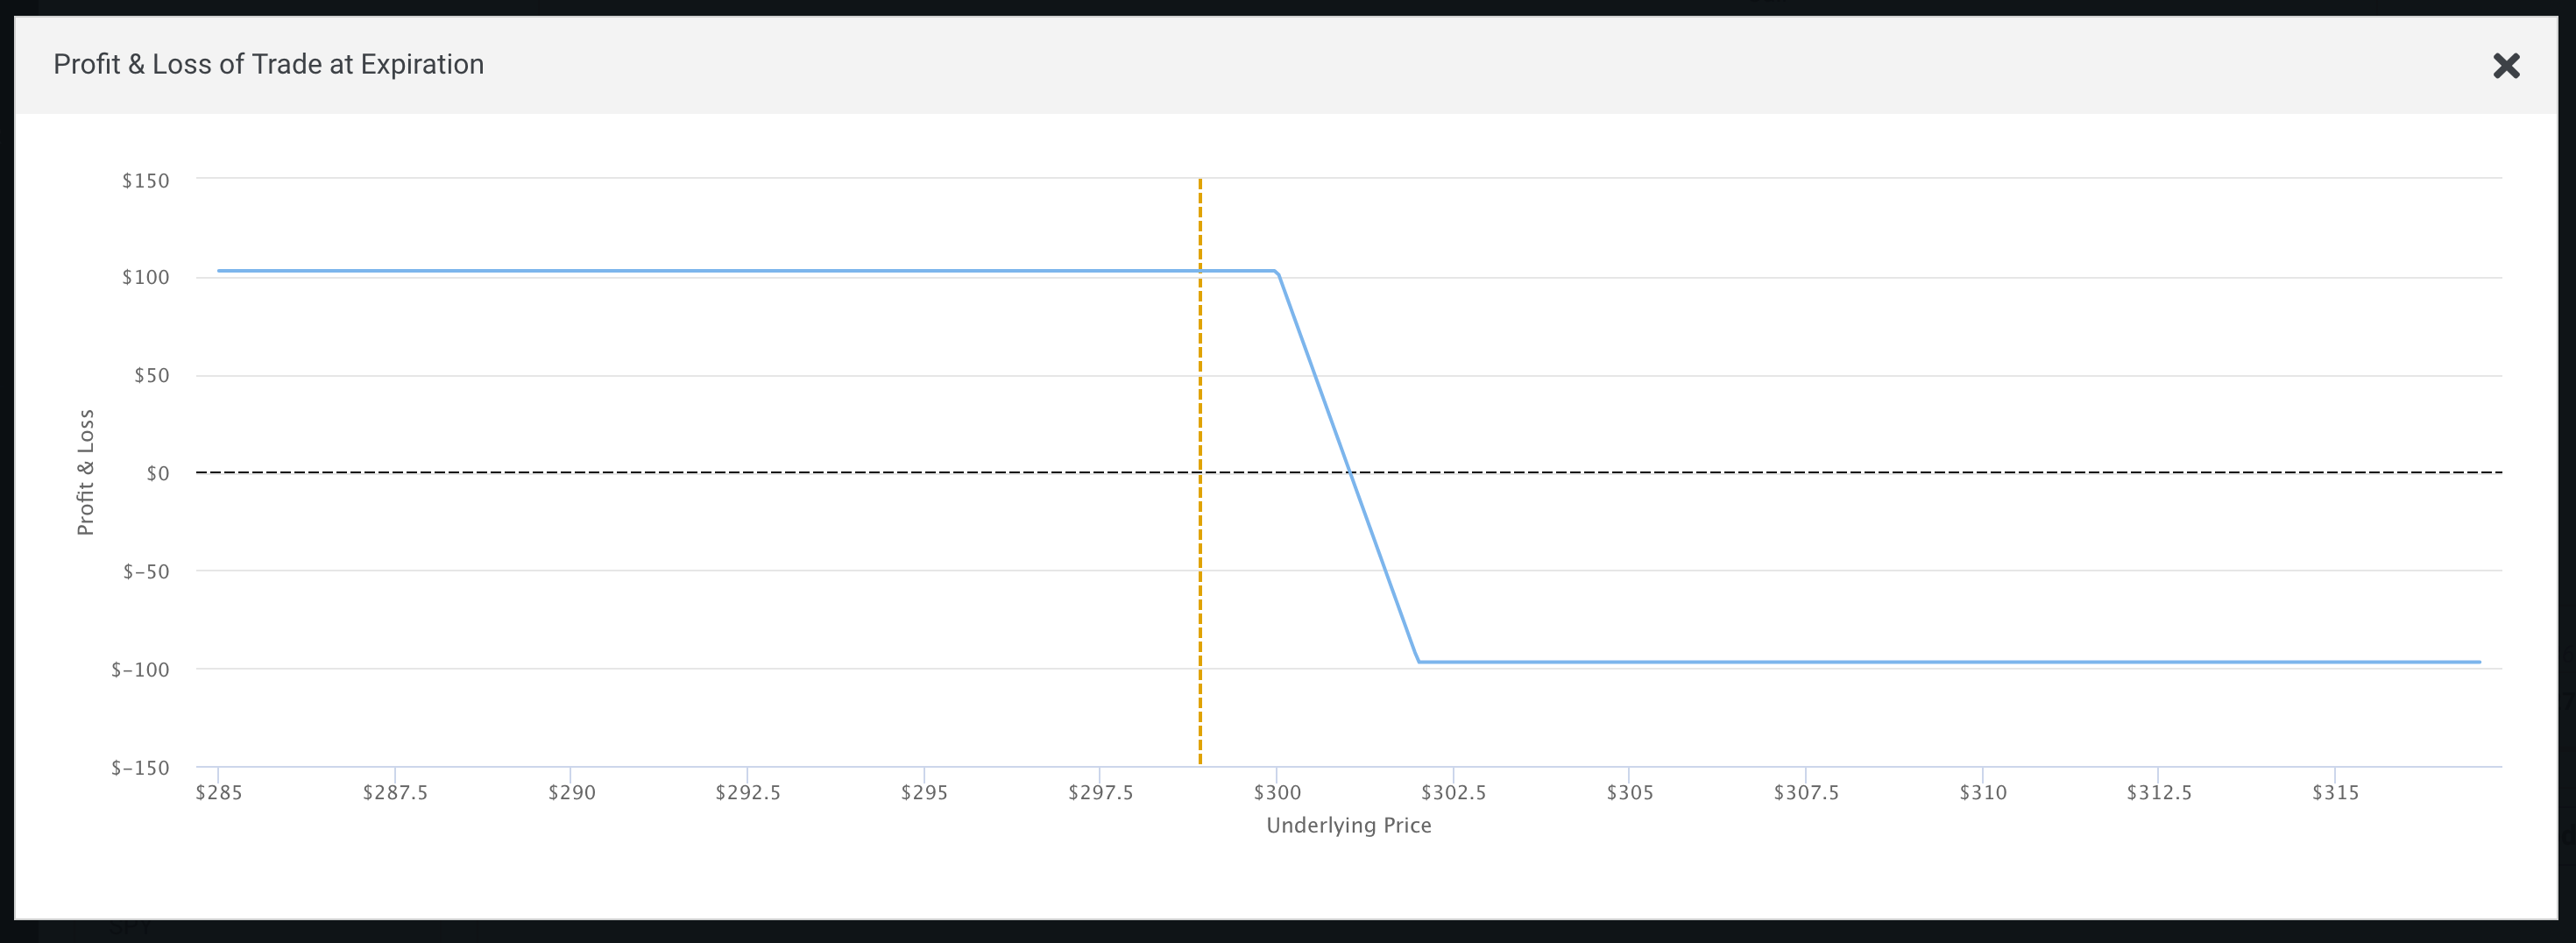 Profit & Loss of Trade at Expiration
$150
$100
$50
$0
$-50
$-100
$-150
Profit & Loss
$285 $287.5 $290 $292.5 $295 $297.5 $300 $302.5 $305 $307.5 $310 $312.5 $315
Underlying Price
SPY